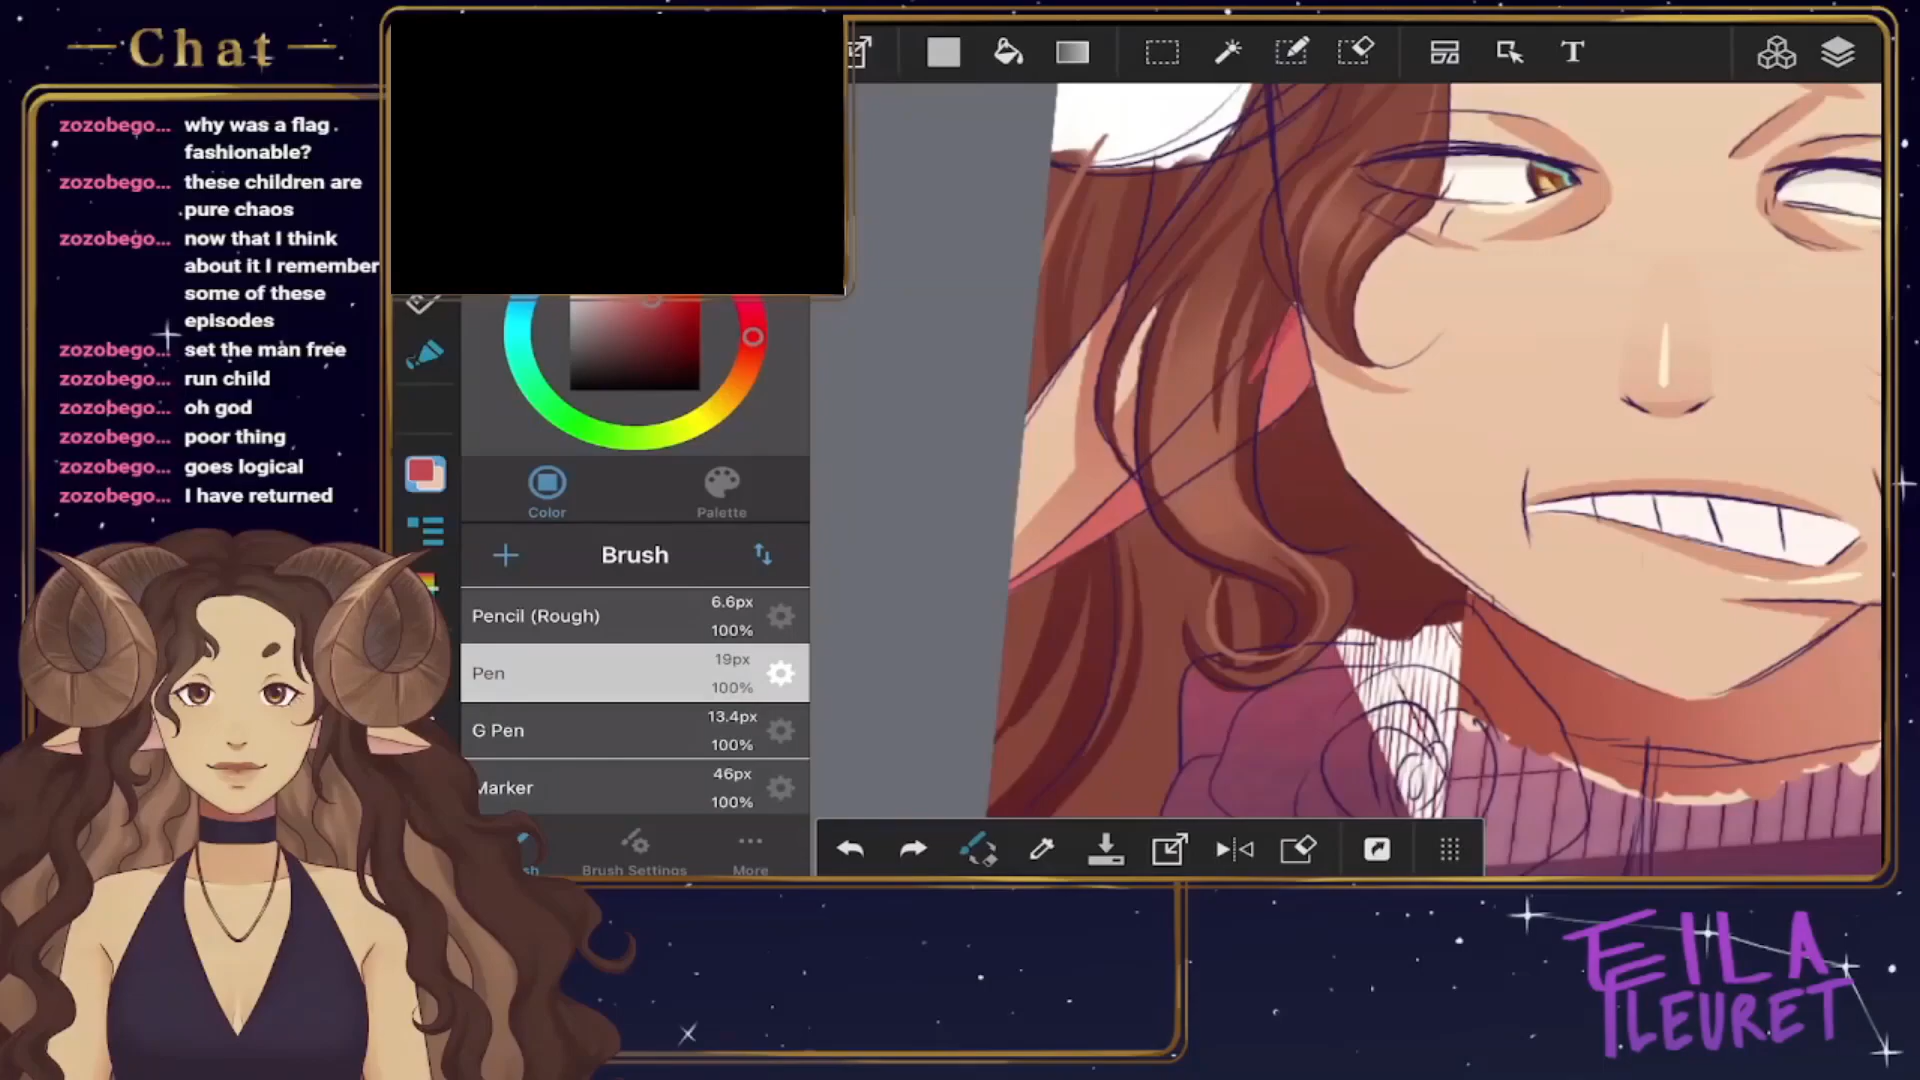 Chat
zozobego... why was a flag
fashionable?
zozobego... these children are
pure chaos
zozobego... now that I think
about it I remember
some of these
episodes
zozobego... set the man free
zozobego... run child
zozobego... oh god
zozobego... poor thing
zozobego... goes logical
zozobego... I have returned
T
Color
Palette
Brush
Pencil (Rough)
6.6px
100%
Pen
19px
100%
G Pen
13.4px
100%
Marker
46px
100%
sh
Brush Settings
More
EILA
FLEURET